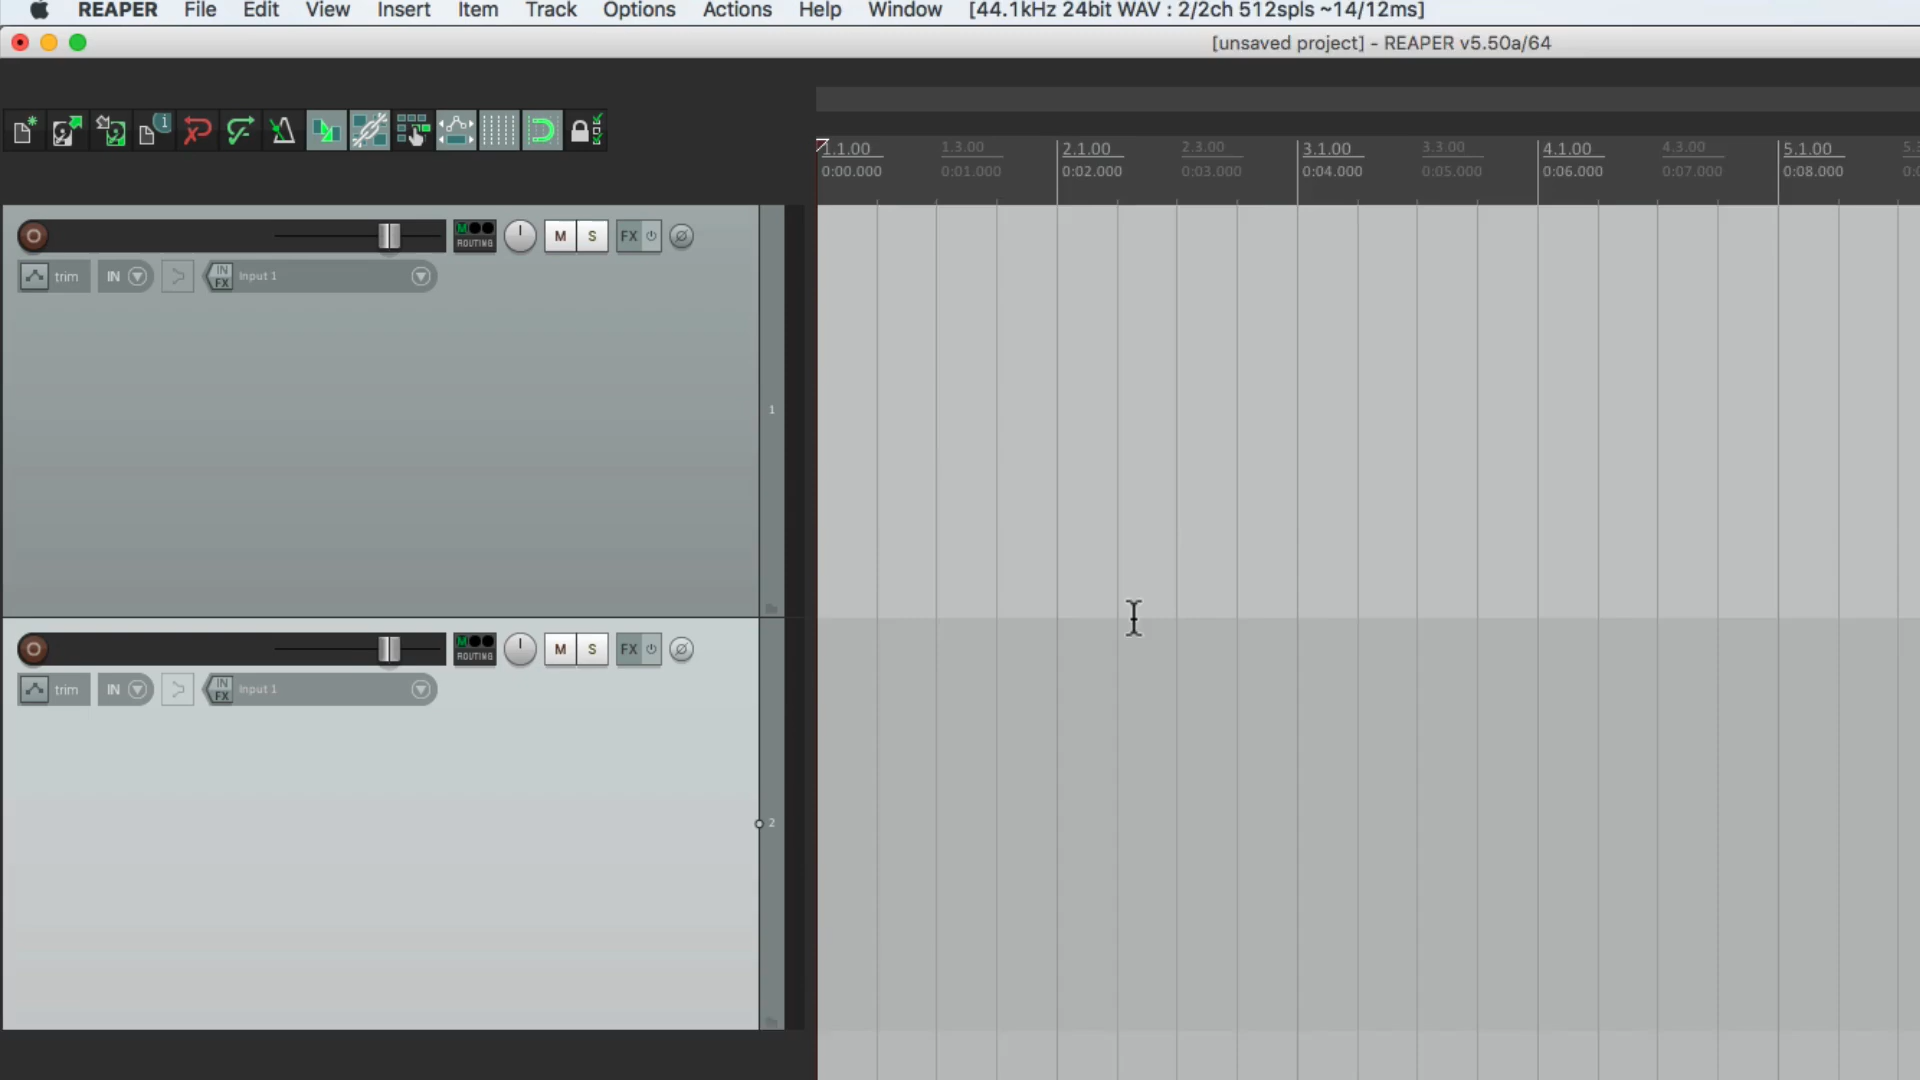 REAPER File Edit View Insert Item Track Options Actions Help Window [44.1kHz 24bit WAV : 2/2ch 512spls ~14/12ms]
[unsaved project] - REAPER v5.50a/64
1.1.00 1.3.00 2.1.00 2.3.00 3.1.00 3.3.00 4.1.00 4.3.00 5.1.00
0:00.000 0:01.000 0:02.000 0:03.000 0:04.000 0:05.000 0:06.000 0:07.000 0:08.000
M ROUTING M S FX
trim IN IN FX Input 1
1
M ROUTING M S FX
trim IN IN FX Input 1
2